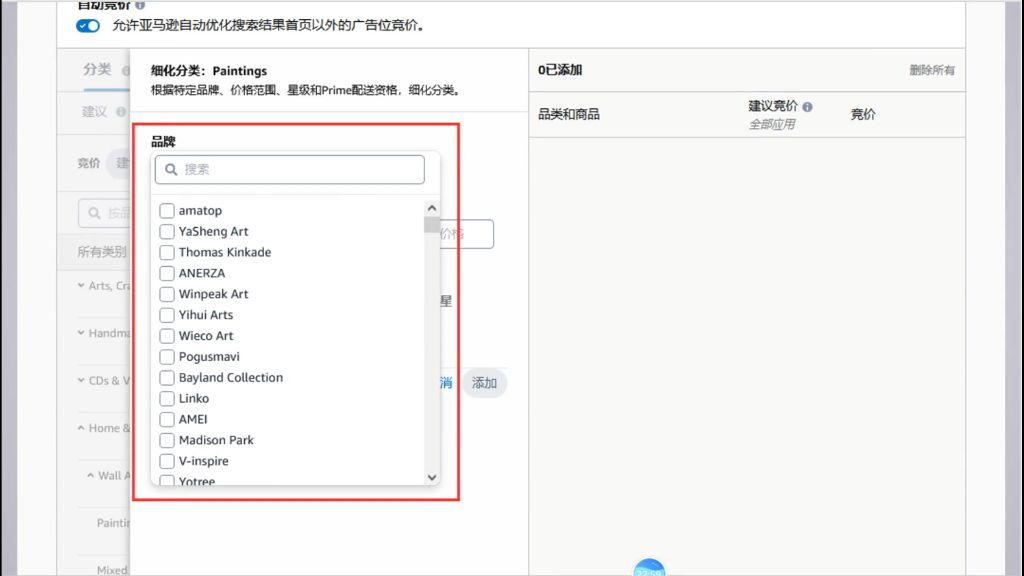 自动竞价
允许亚马逊自动优化搜索结果首页以外的广告位竞价。
分类
细化分类：Paintings
根据特定品牌、价格范围、星级和Prime配送资格，细化分类。
0已添加
删除所有
建议
品类和商品
建议竞价
全部应用
竞价
品牌
竞价
建
搜索
按品
价格
amatop
YaSheng Art
所有类别
Thomas Kinkade
ANERZA
Arts, Cra
Winpeak Art
星
Yihui Arts
Handma
Wieco Art
Pogusmavi
CDs & V
Bayland Collection
消
添加
Linko
AMEI
Home &
Madison Park
V-inspire
Wall A
Yotree
Paintin
Mixed
22:59